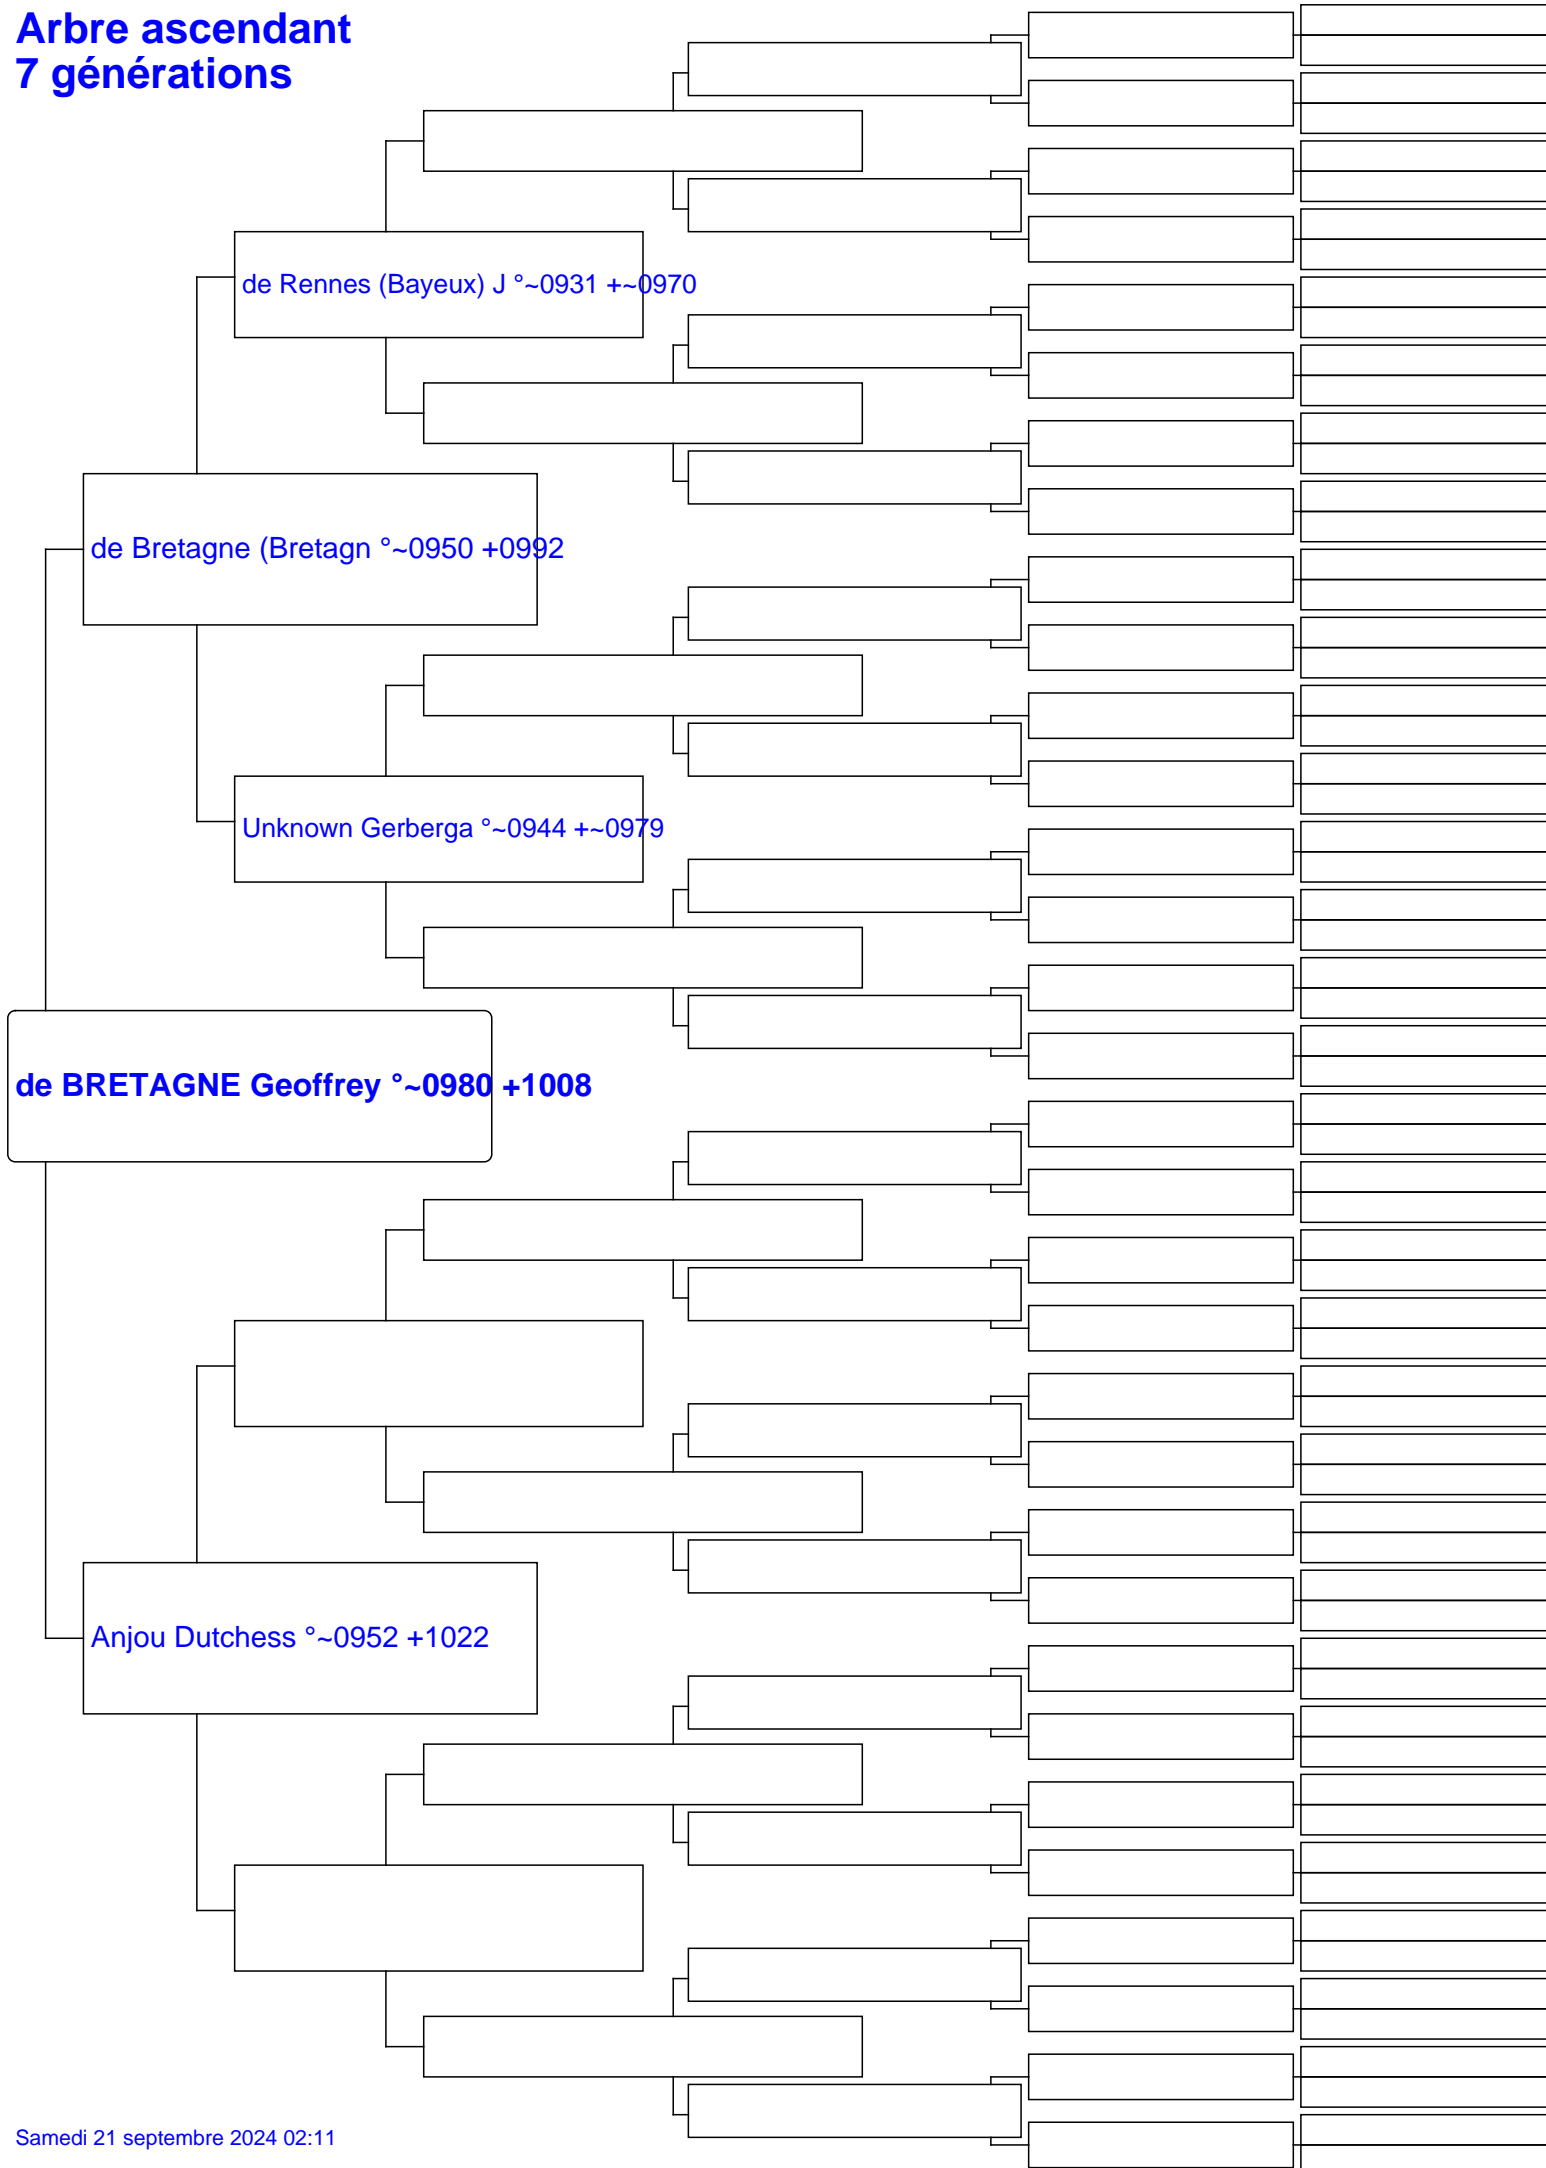 Arbre ascendant
7 générations
de Rennes (Bayeux) J °~0931 +~0970
de Bretagne (Bretagn °~0950 +0992
Unknown Gerberga °~0944 +~0979
de BRETAGNE Geoffrey °~0980 +1008
Anjou Dutchess °~0952 +1022
Samedi 21 septembre 2024 02:11